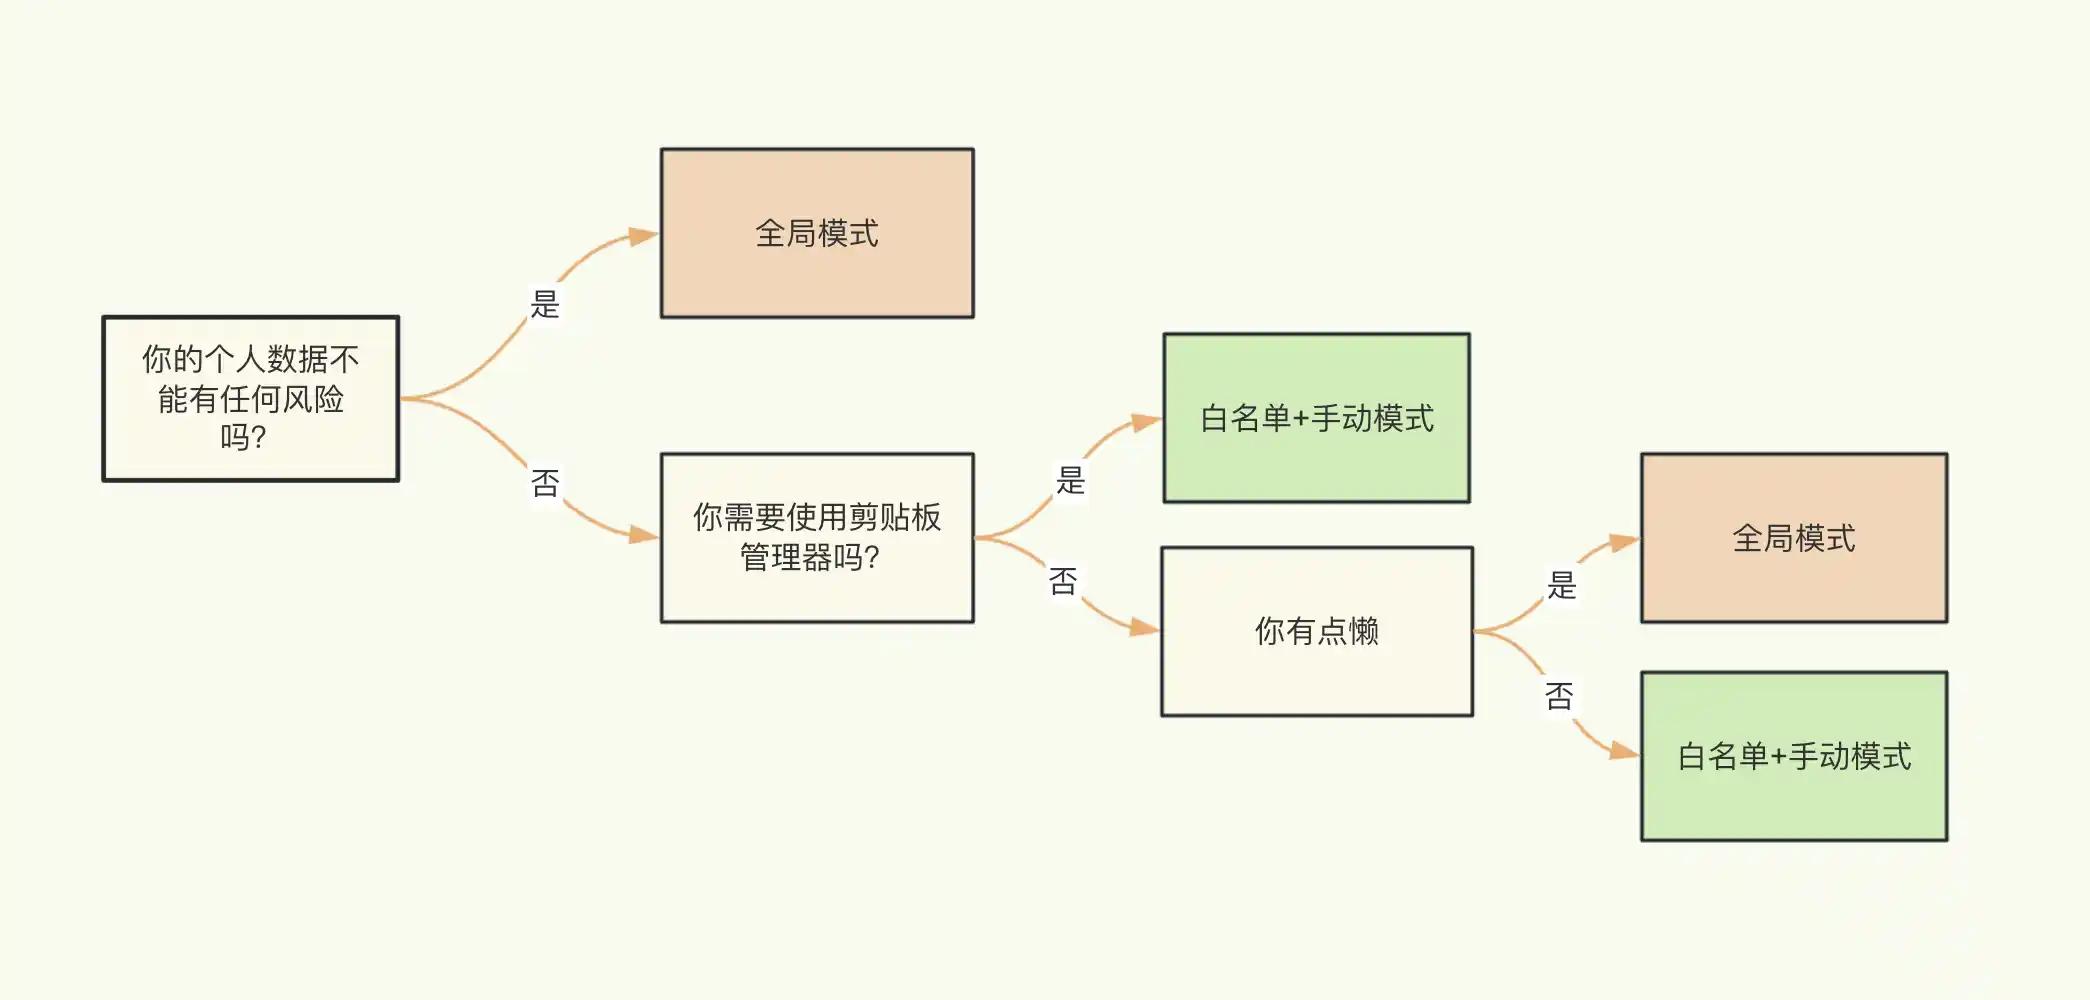 你的个人数据不
能有任何风险
吗？
是
全局模式
否
你需要使用剪贴板
管理器吗？
是
白名单+手动模式
否
你有点懒
是
全局模式
否
白名单+手动模式